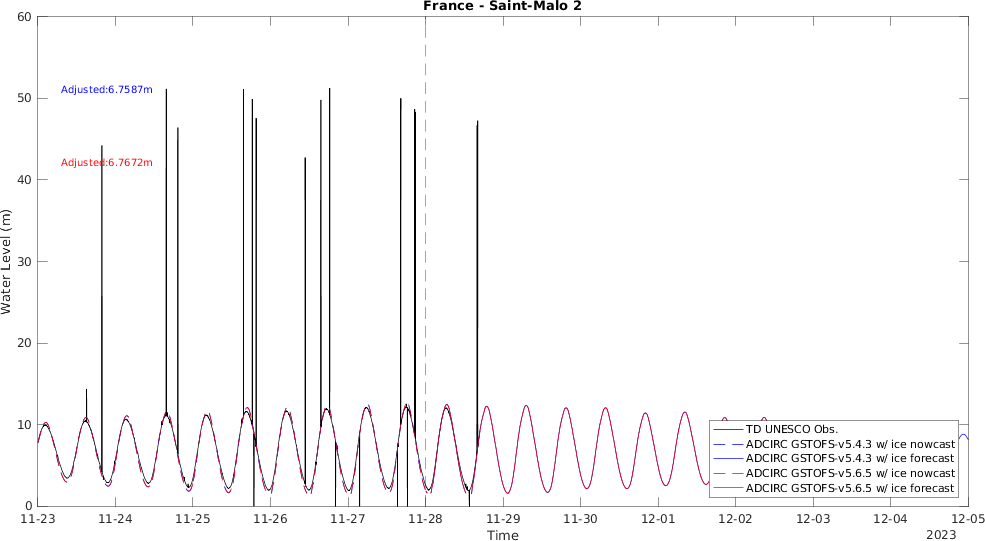 France - Saint-Malo 2
Water Level (m)
60
50
40
30
20
10
0
Adjusted:6.7587m
Adjusted:6.7672m
TD UNESCO Obs.
ADCIRC GSTOFS-v5.4.3 w/ ice nowcast
ADCIRC GSTOFS-v5.4.3 w/ ice forecast
ADCIRC GSTOFS-v5.6.5 w/ ice nowcast
ADCIRC GSTOFS-v5.6.5 w/ ice forecast
11-23 11-24 11-25 11-26 11-27 11-28 11-29 11-30 12-01 12-02 12-03 12-04 12-05
Time
2023